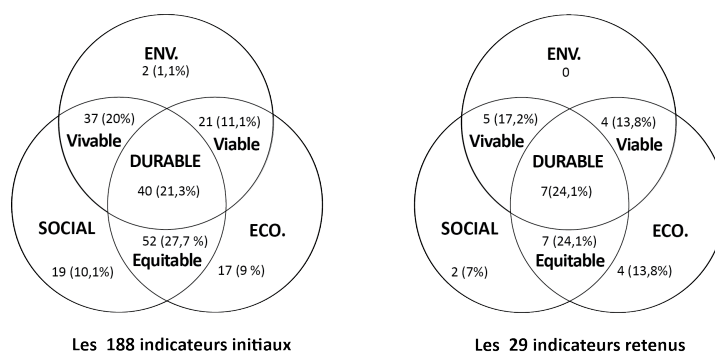 ENV.
2 (1,1%)
37 (20%)
Vivable
21 (11,1%)
Viable
DURABLE
40 (21,3%)
SOCIAL
19 (10,1%)
52 (27,7 %)
Equitable
ECO.
17 (9 %)
Les 188 indicateurs initiaux
ENV.
0
5 (17,2%)
Vivable
4 (13,8%)
Viable
DURABLE
7(24,1%)
SOCIAL
2 (7%)
7 (24,1%)
Equitable
ECO.
4 (13,8%)
Les 29 indicateurs retenus